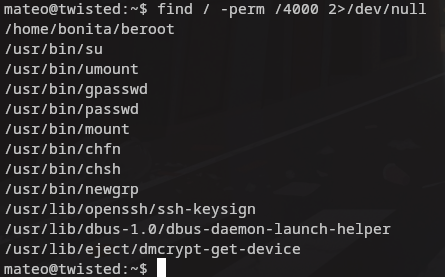 mateo@twisted:~$ find / -perm /4000 2>/dev/null
/home/bonita/beroot
/usr/bin/su
/usr/bin/umount
/usr/bin/gpasswd
/usr/bin/passwd
/usr/bin/mount
/usr/bin/chfn
/usr/bin/chsh
/usr/bin/newgrp
/usr/lib/openssh/ssh-keysign
/usr/lib/dbus-1.0/dbus-daemon-launch-helper
/usr/lib/eject/dmcrypt-get-device
mateo@twisted:~$